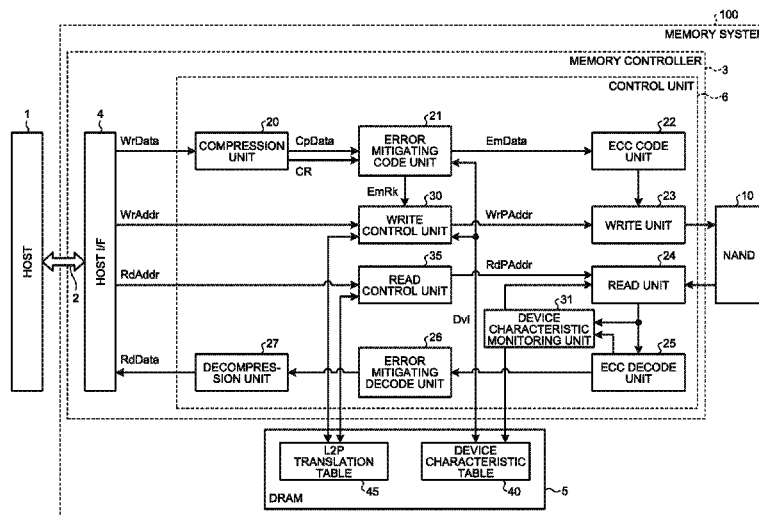 100
MEMORY SYSTEM
MEMORY CONTROLLER
3
CONTROL UNIT
6
1
4
20
21
22
WrData
COMPRESSION
UNIT
CpData
CR
ERROR
MITIGATING
CODE UNIT
EmData
ECC CODE
UNIT
EmRk
30
23
10
WrAddr
WRITE
CONTROL UNIT
WrPAddr
WRITE UNIT
HOST
HOST I/F
NAND
2
35
24
RdAddr
READ
CONTROL UNIT
RdPAddr
READ UNIT
31
Dvl
DEVICE
CHARACTERISTIC
MONITORING UNIT
27
26
25
RdData
DECOMPRES-
SION UNIT
ERROR
MITIGATING
DECODE UNIT
ECC DECODE
UNIT
L2P
TRANSLATION
TABLE
45
DEVICE
CHARACTERISTIC
TABLE
40
DRAM
5